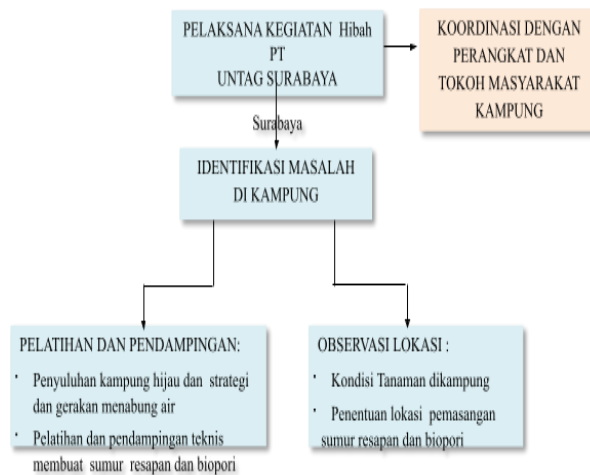 PELAKSANA KEGIATAN Hibah
PT
UNTAG SURABAYA
KOORDINASI DENGAN
PERANGKAT DAN
TOKOH MASYARAKAT
KAMPUNG
Surabaya
IDENTIFIKASI MASALAH
DI KAMPUNG
PELATIHAN DAN PENDAMPINGAN:
· Penyuluhan kampung hijau dan strategi
dan gerakan menabung air
· Pelatihan dan pendampingan teknis
membuat sumur resapan dan biopori
OBSERVASI LOKASI :
· Kondisi Tanaman dikampung
· Penentuan lokasi pemasangan
sumur resapan dan biopori